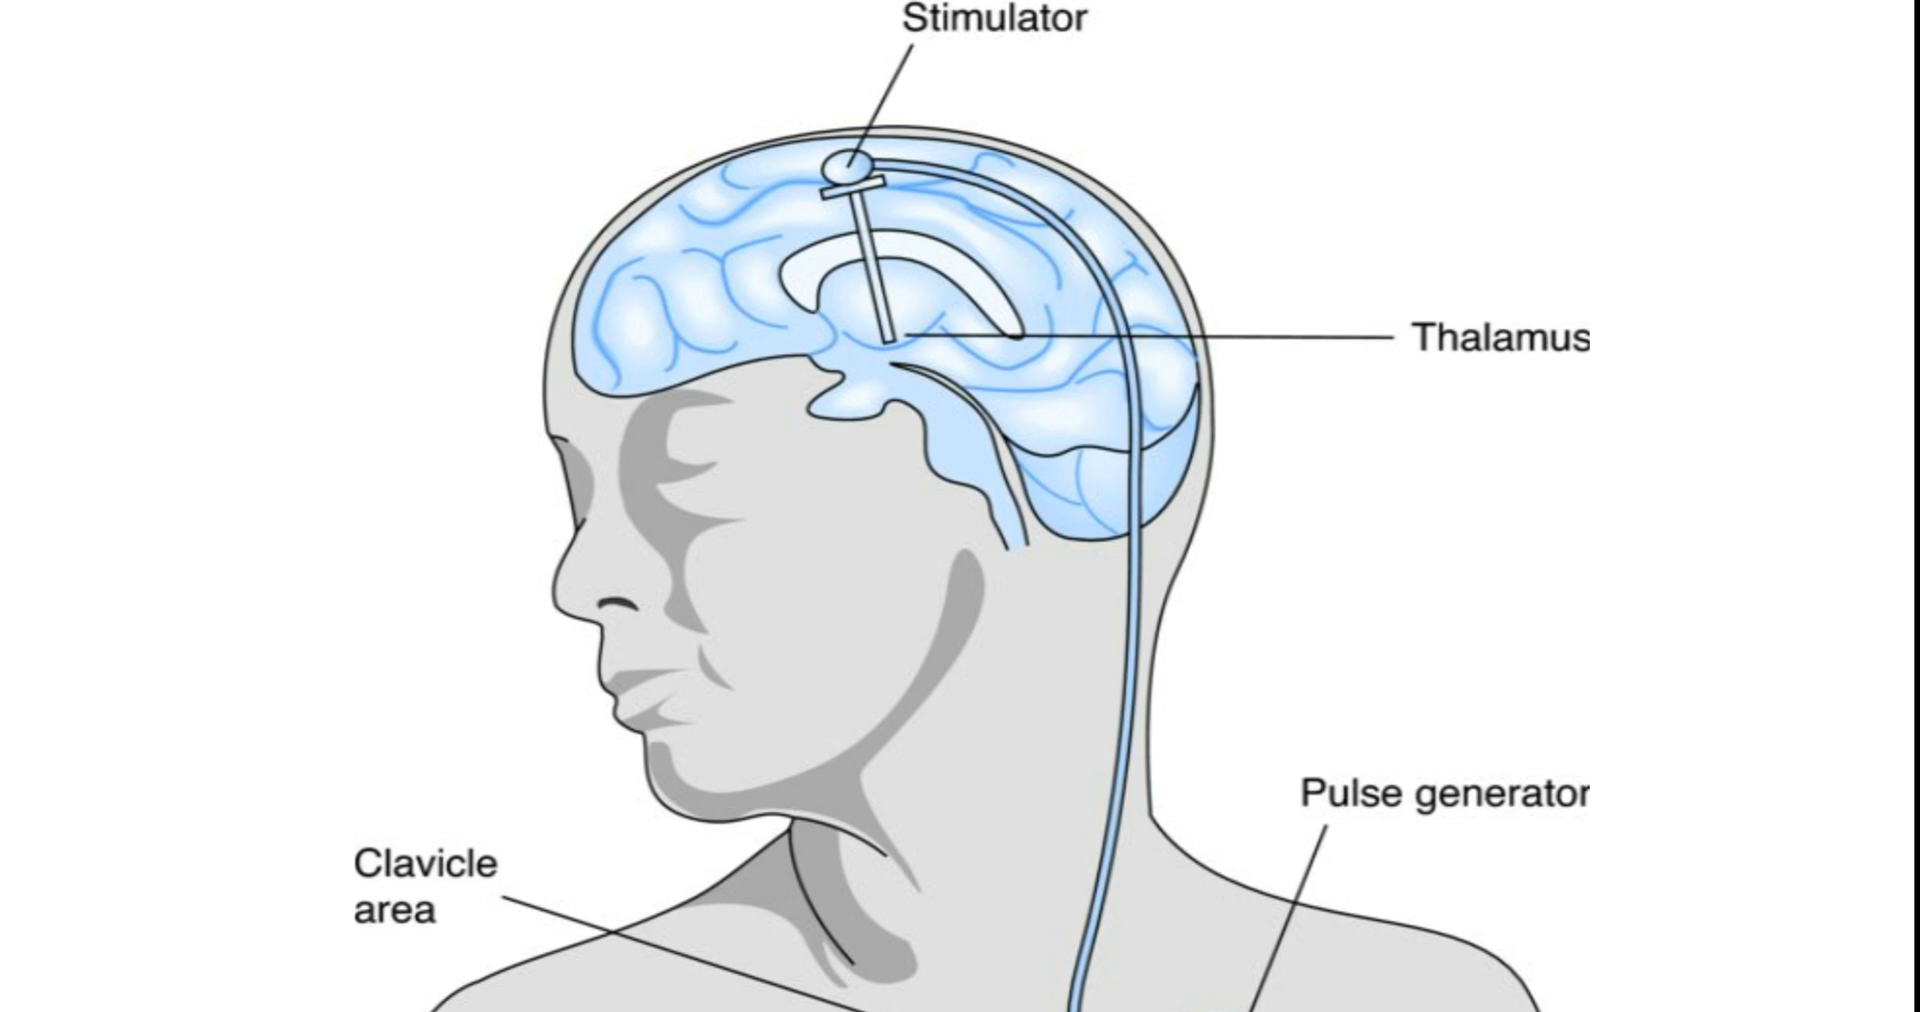 Stimulator
Thalamus
Pulse generator
Clavicle
area